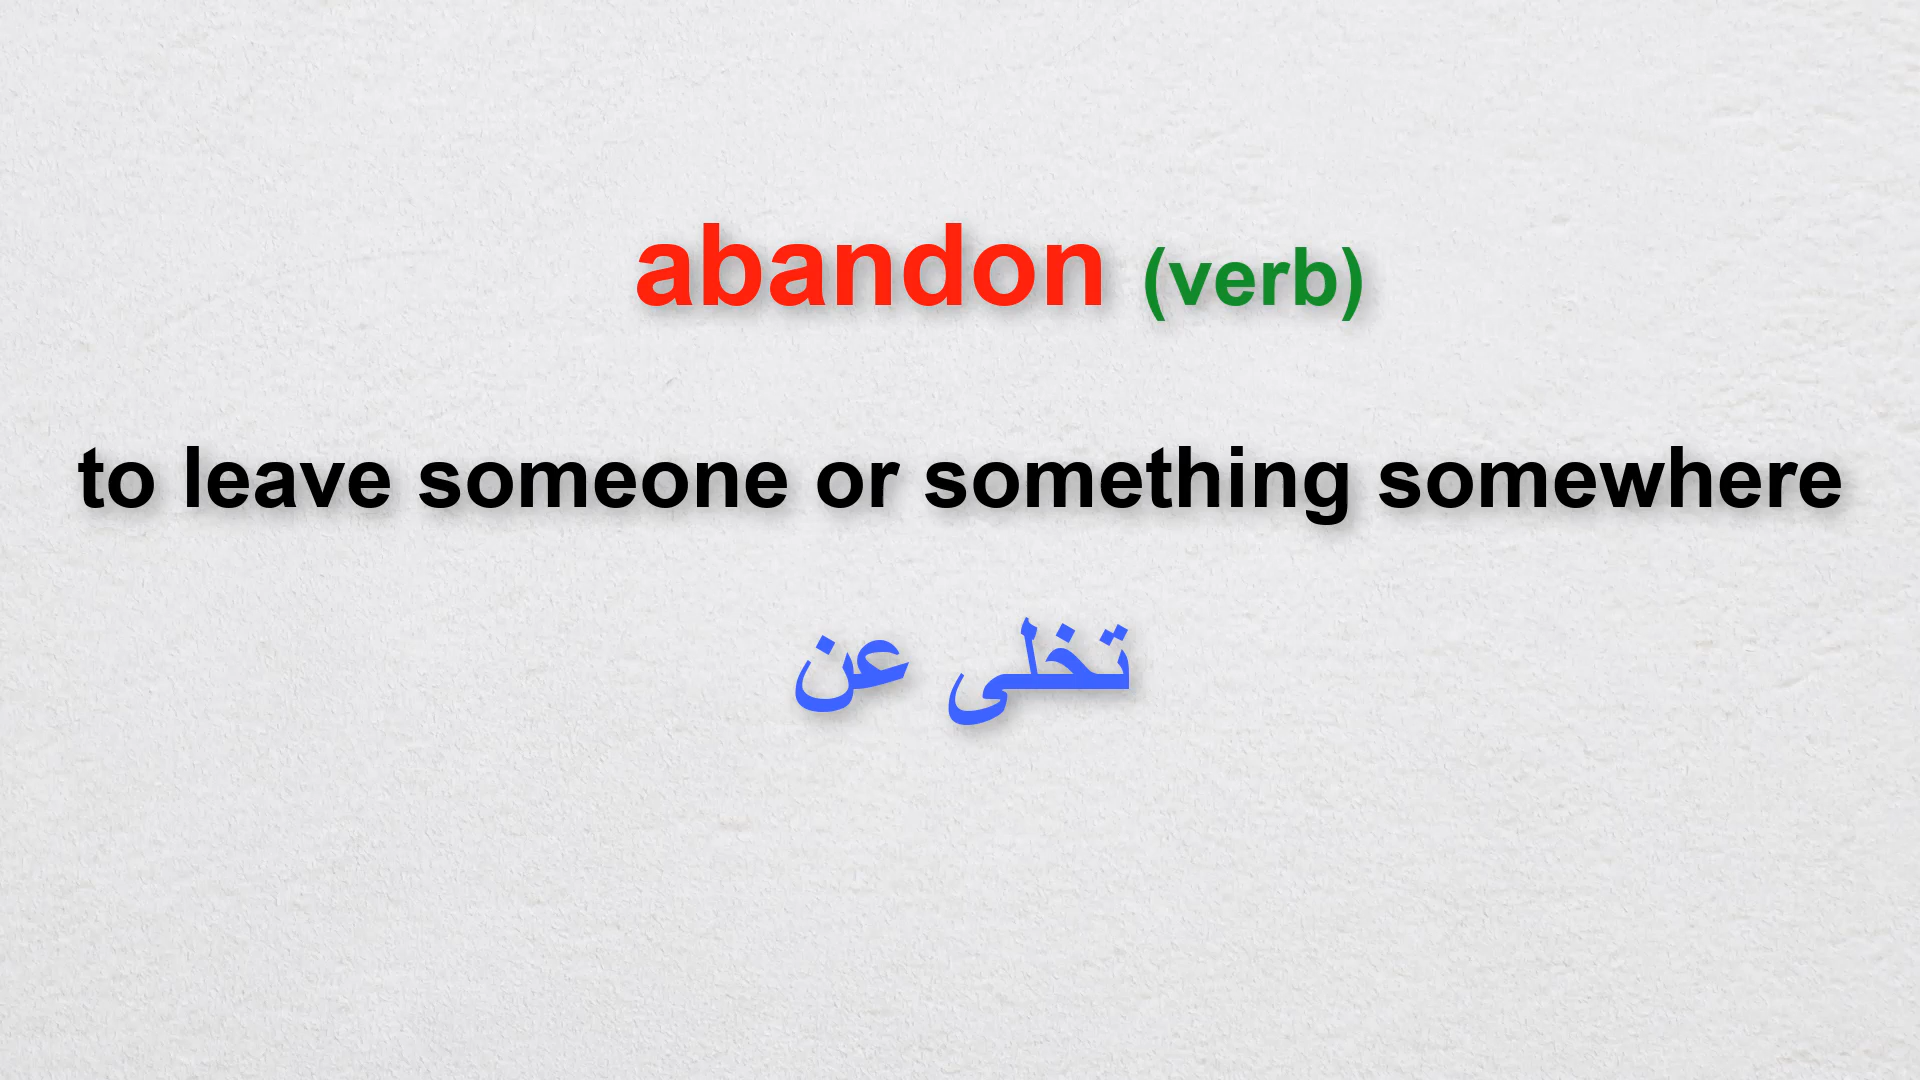 abandon (verb)
to leave someone or something somewhere
تخلى عن